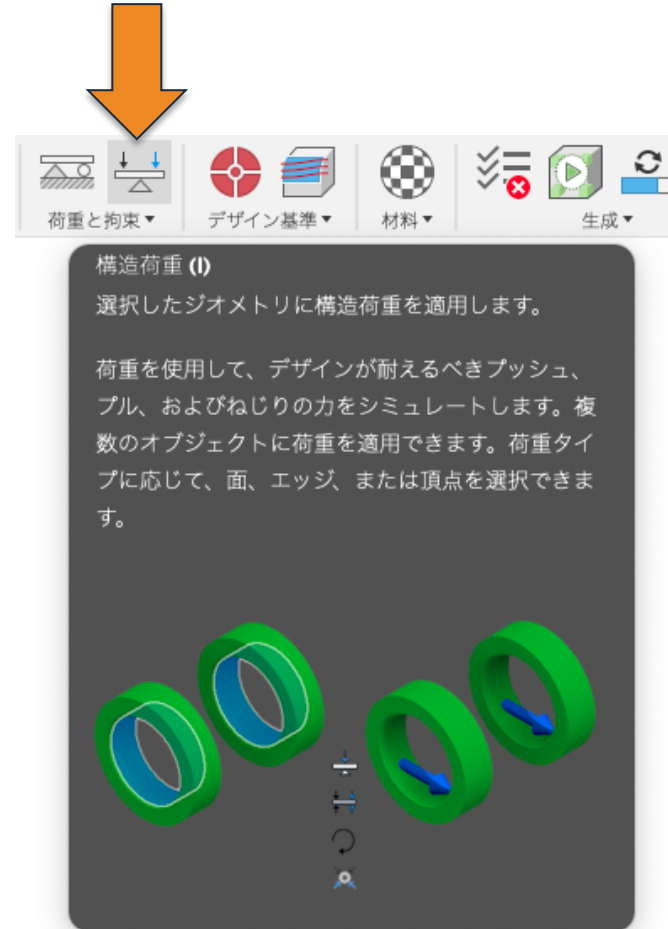 荷重と拘束▼ デザイン基準▼ 材料▼ 生成▼
構造荷重 (I)
選択したジオメトリに構造荷重を適用します。
荷重を使用して、デザインが耐えるべきプッシュ、
プル、およびねじりの力をシミュレートします。複
数のオブジェクトに荷重を適用できます。荷重タイ
プに応じて、面、エッジ、または頂点を選択できま
す。